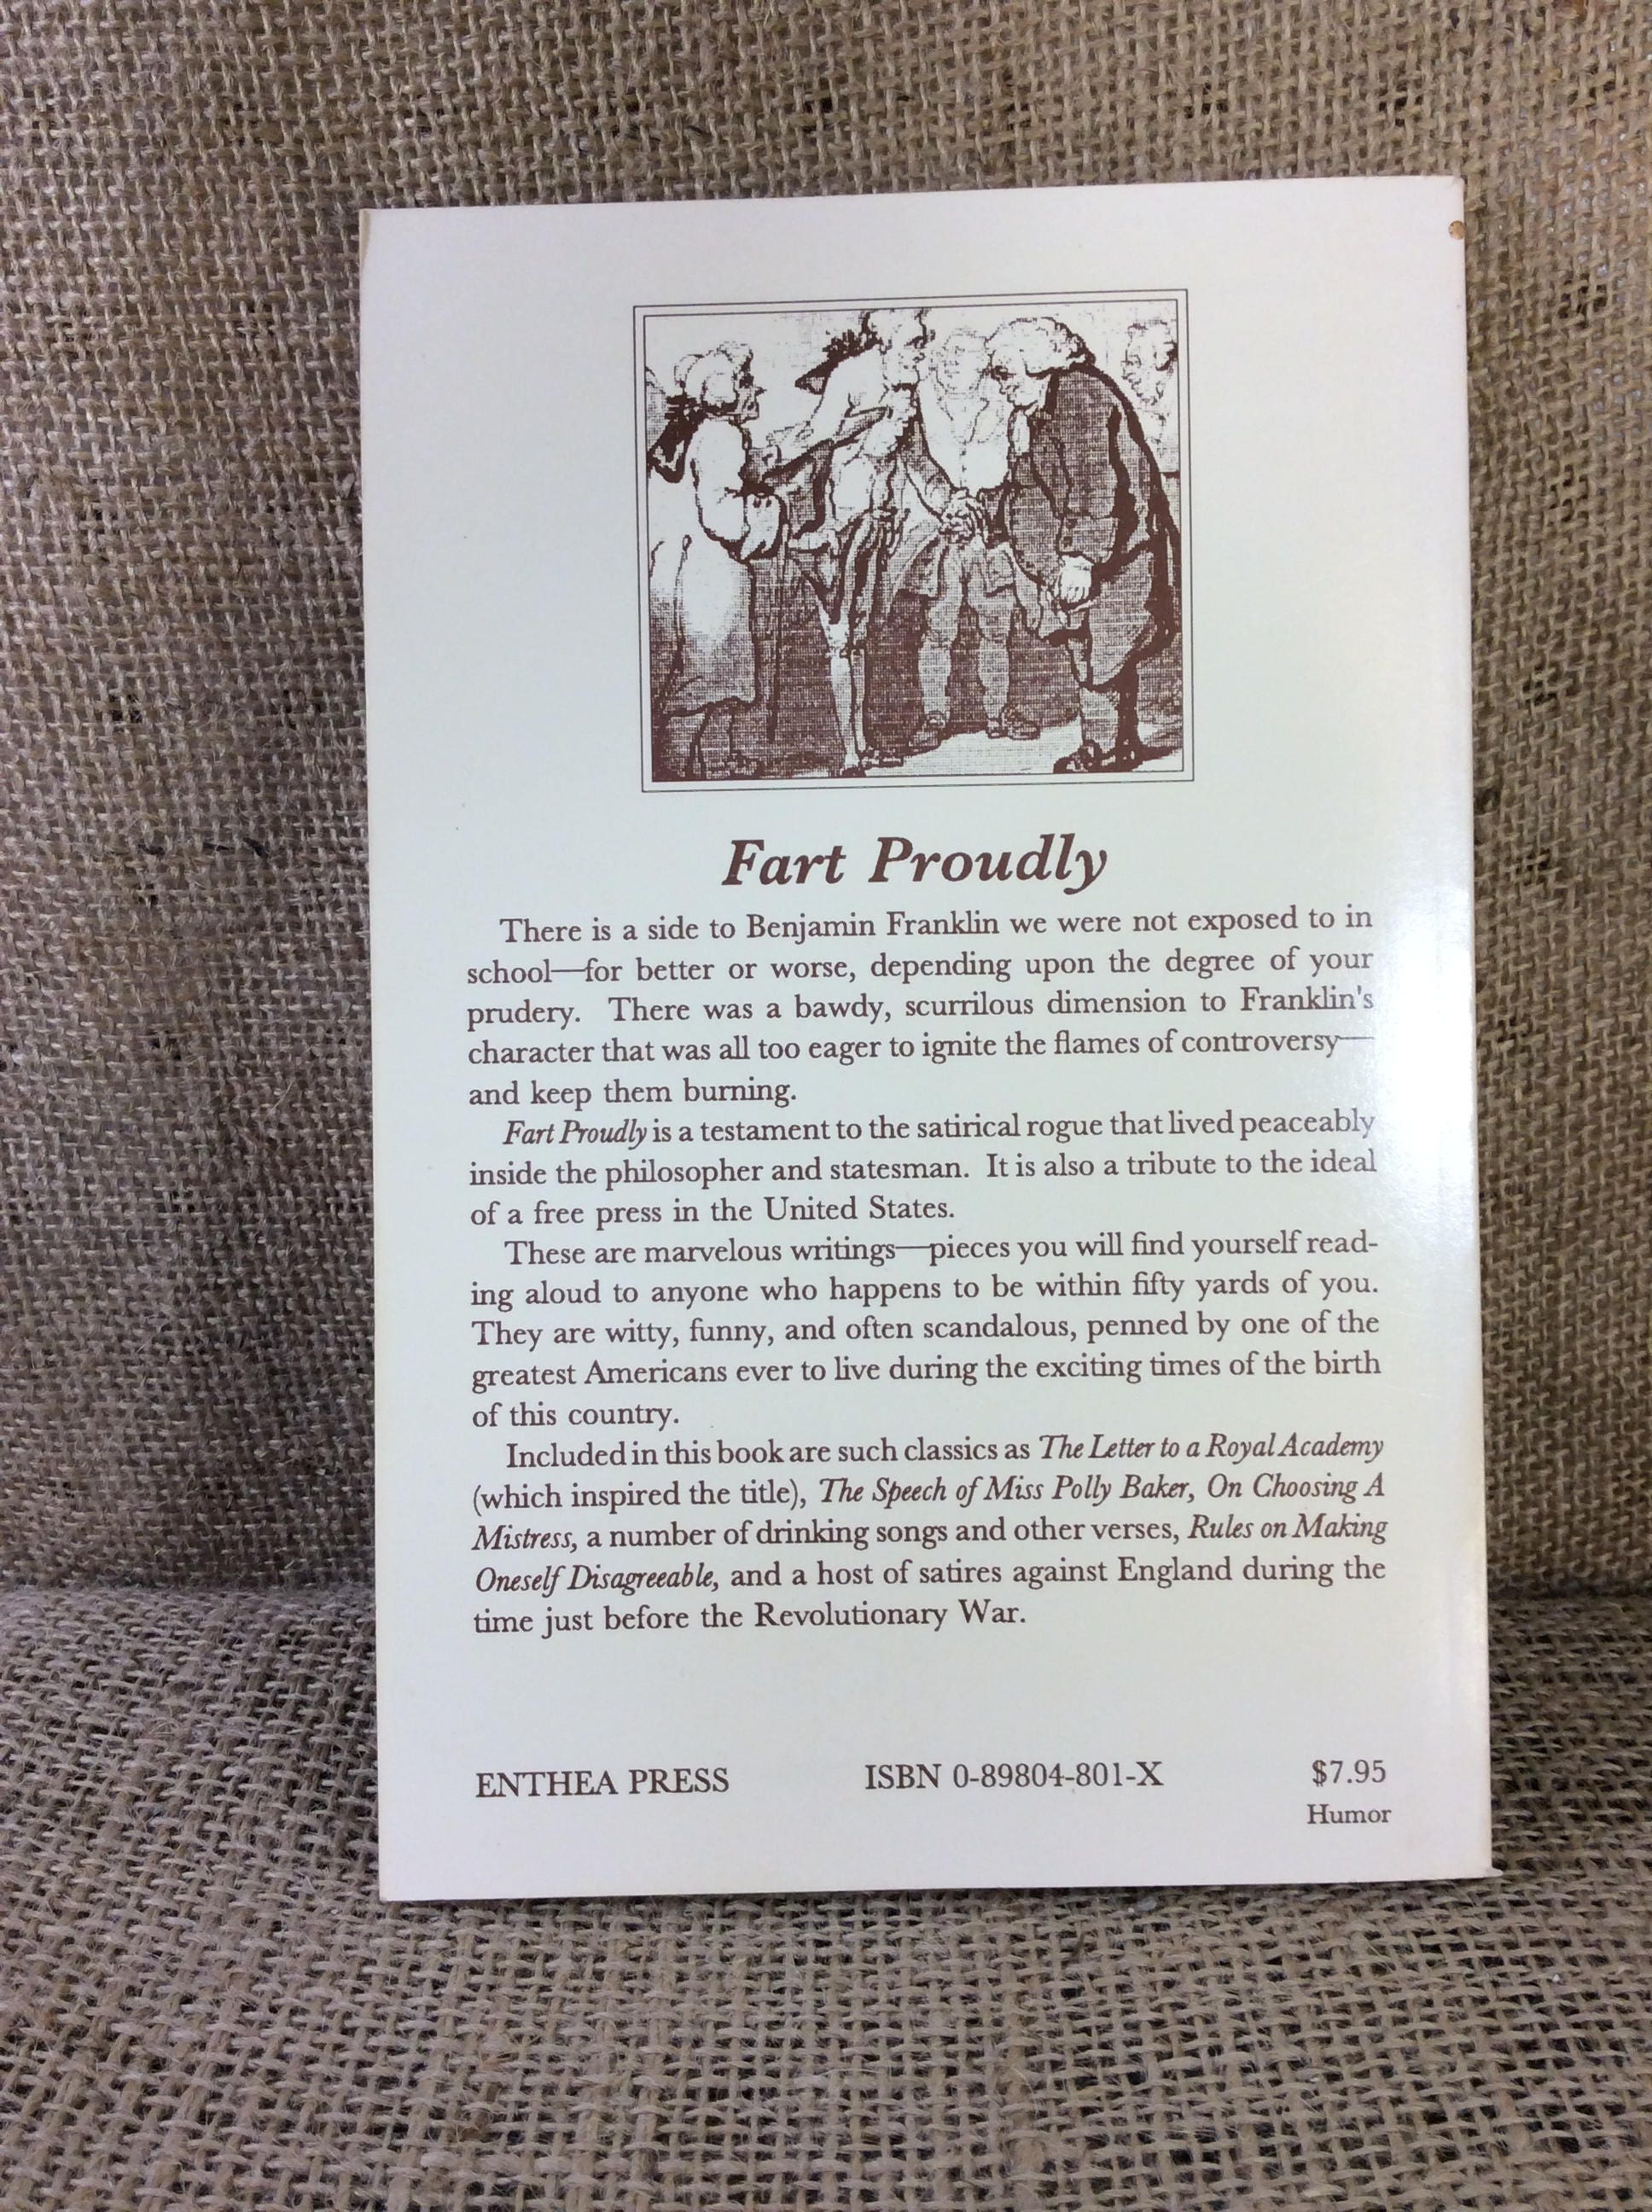 Fart Proudly
There is a side to Benjamin Franklin we were not exposed to in
school—for better or worse, depending upon the degree of your
prudery. There was a bawdy, scurrilous dimension to Franklin's
character that was all too eager to ignite the flames of controversy—
and keep them burning.
Fart Proudly is a testament to the satirical rogue that lived peaceably
inside the philosopher and statesman. It is also a tribute to the ideal
of a free press in the United States.
These are marvelous writings—pieces you will find yourself read-
ing aloud to anyone who happens to be within fifty yards of you.
They are witty, funny, and often scandalous, penned by one of the
greatest Americans ever to live during the exciting times of the birth
of this country.
Included in this book are such classics as The Letter to a Royal Academy
(which inspired the title), The Speech of Miss Polly Baker, On Choosing A
Mistress, a number of drinking songs and other verses, Rules on Making
Oneself Disagreeable, and a host of satires against England during the
time just before the Revolutionary War.
ENTHEA PRESS ISBN 0-89804-801-X $7.95
Humor